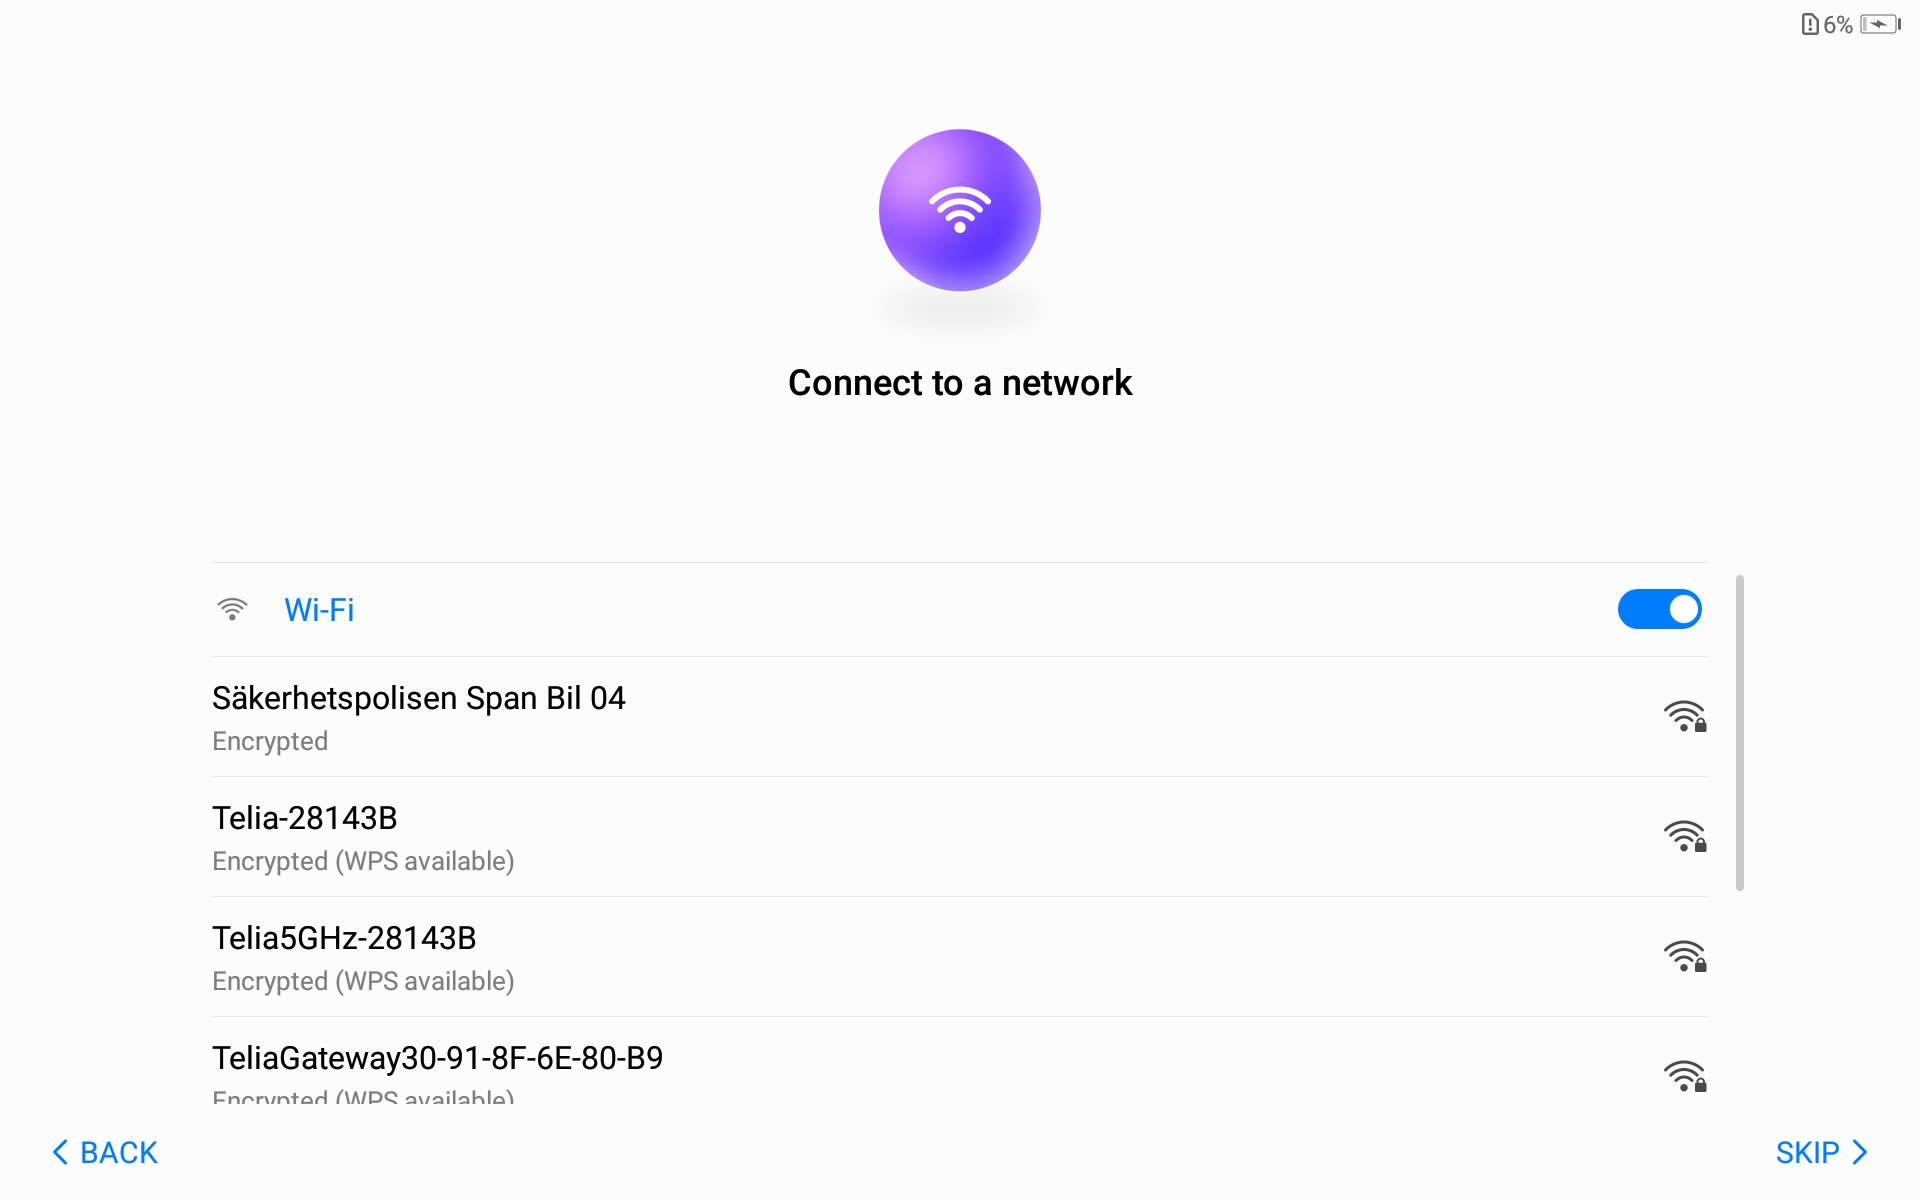 6%
Connect to a network
Wi-Fi
Säkerhetspolisen Span Bil 04
Encrypted
Telia-28143B
Encrypted (WPS available)
Telia5GHz-28143B
Encrypted (WPS available)
TeliaGateway30-91-8F-6E-80-B9
Encrypted (WPS available)
BACK
SKIP